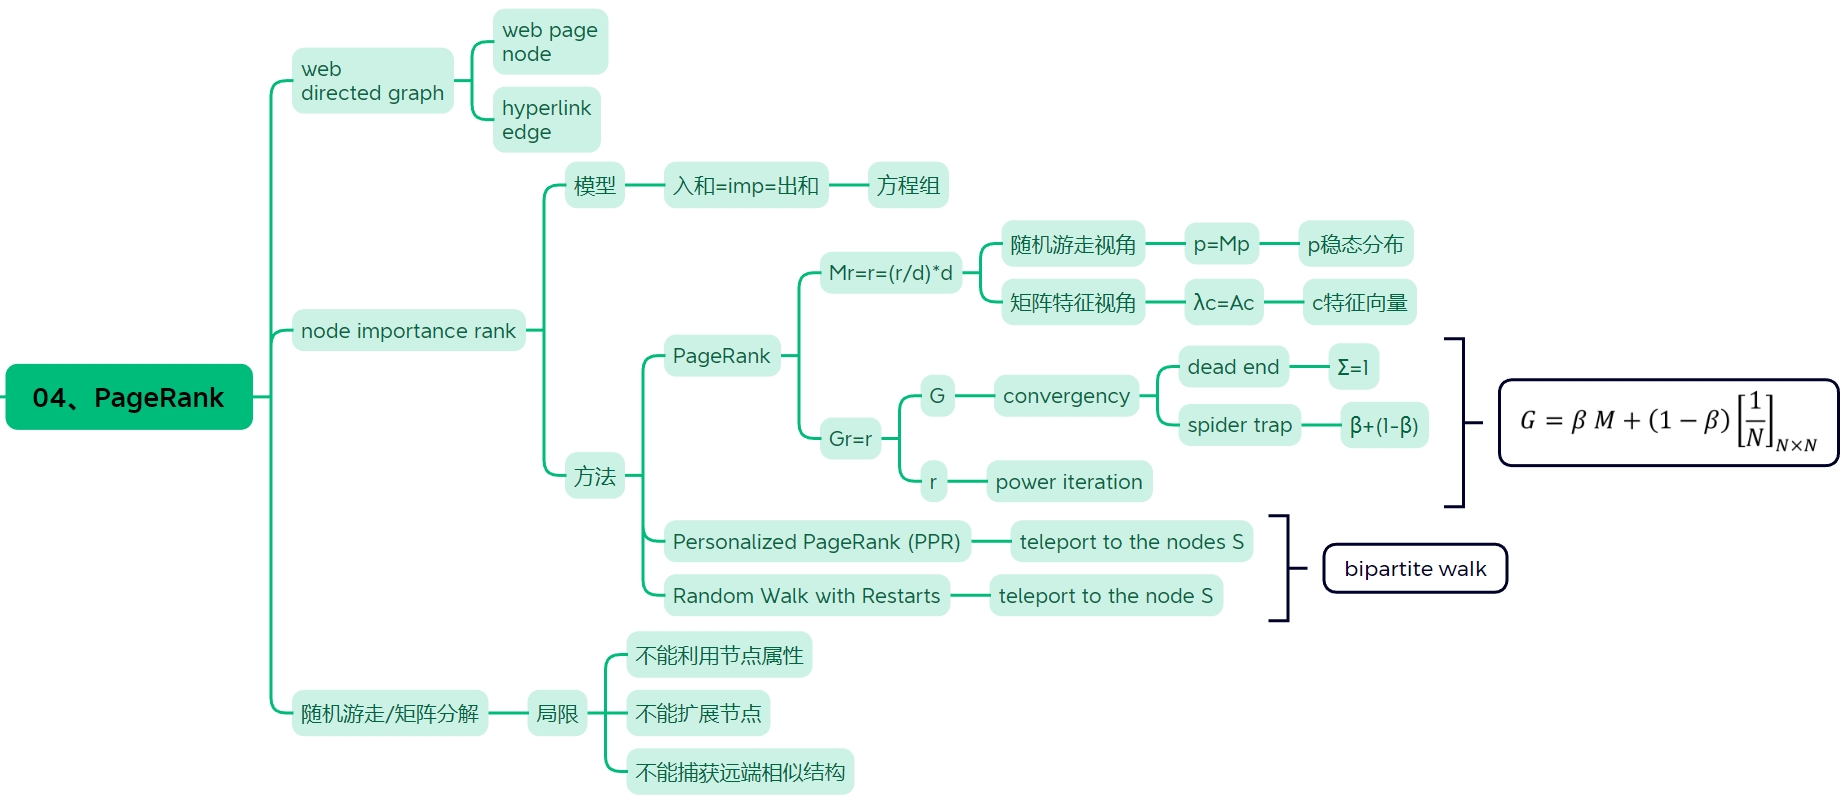 04、PageRank
web
directed graph
web page
node
hyperlink
edge
node importance rank
模型
入和=imp=出和
方程组
方法
PageRank
Mr=r=(r/d)*d
随机游走视角
p=Mp
p稳态分布
矩阵特征视角
λc=Ac
c特征向量
Gr=r
G
convergency
dead end
Σ=1
spider trap
β+(1-β)
r
power iteration
G = β M + (1 − β) [1/N]_{N×N}
Personalized PageRank (PPR)
teleport to the nodes S
Random Walk with Restarts
teleport to the node S
bipartite walk
随机游走/矩阵分解
局限
不能利用节点属性
不能扩展节点
不能捕获远端相似结构